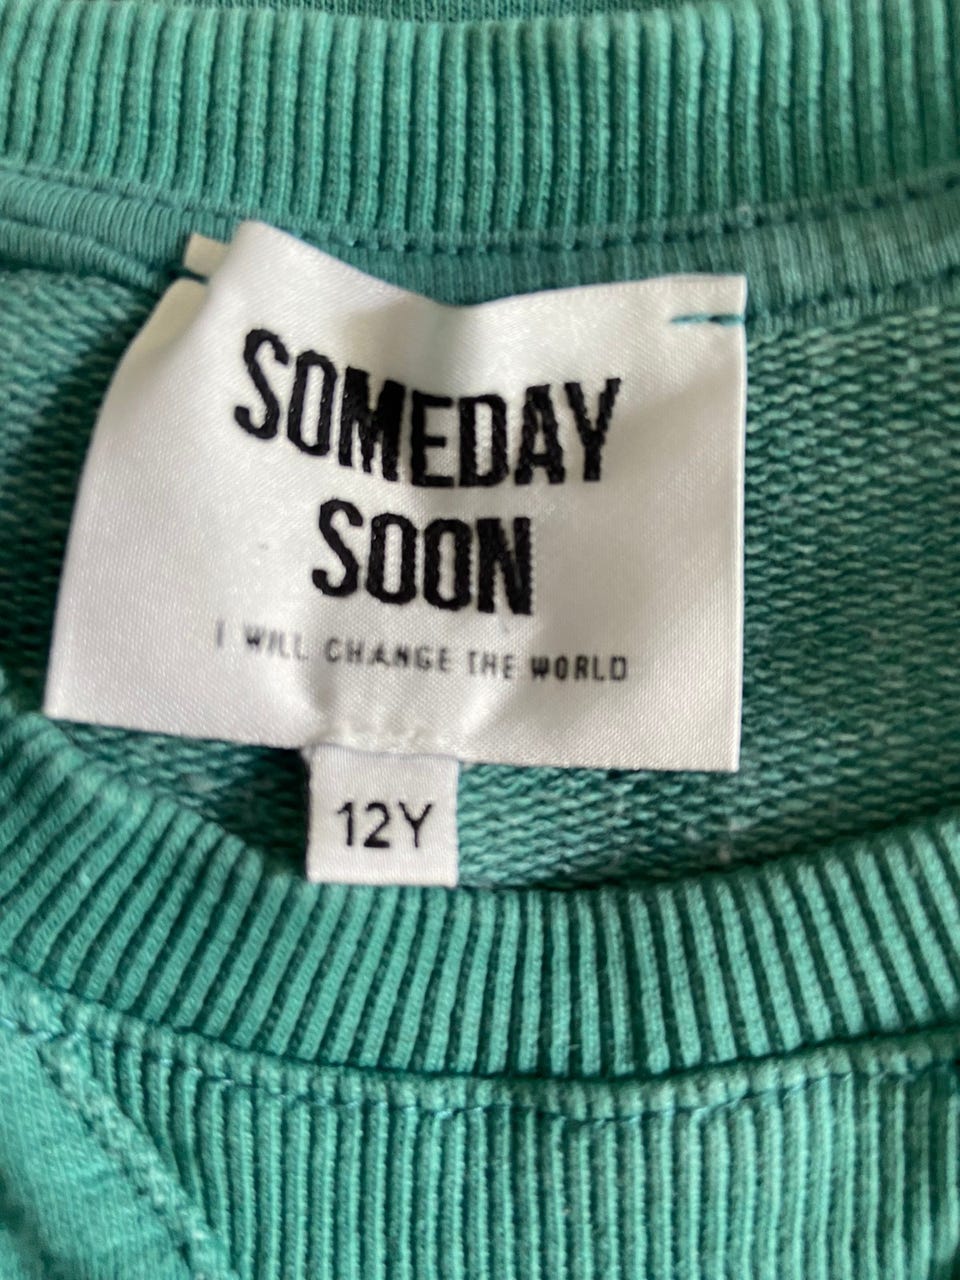 SOMEDAY
SOON
I WILL CHANGE THE WORLD
12Y